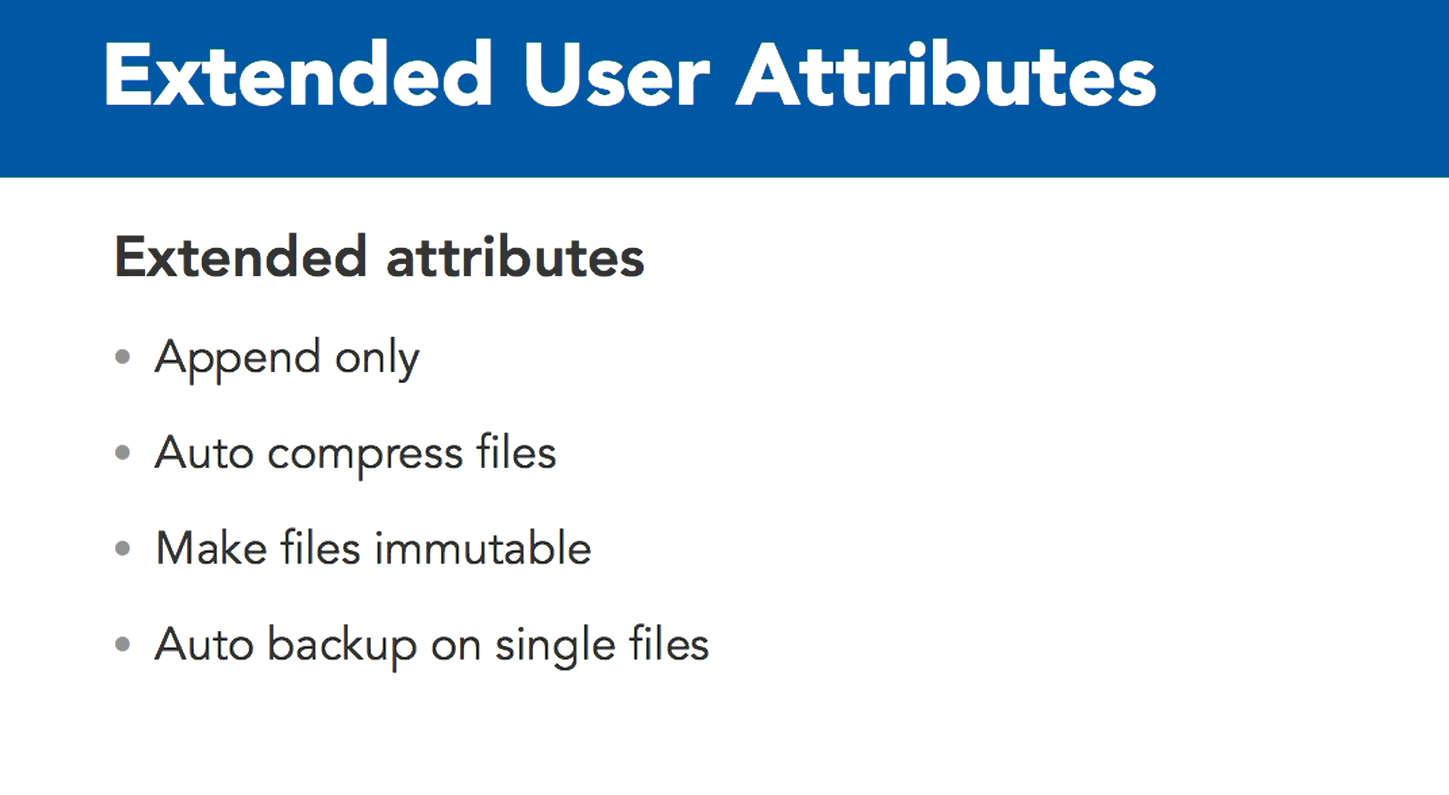 Extended User Attributes
Extended attributes
• Append only
• Auto compress files
• Make files immutable
• Auto backup on single files